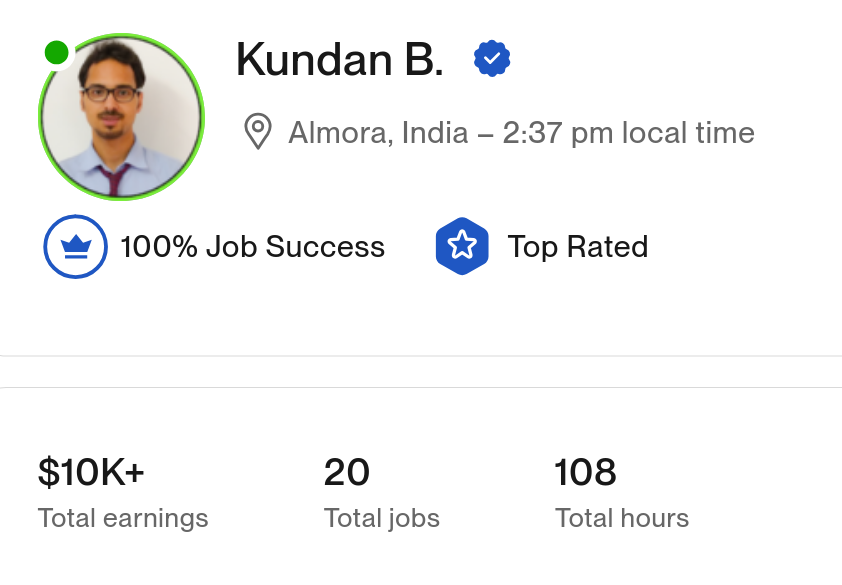 Kundan B.
Almora, India – 2:37 pm local time
100% Job Success
Top Rated
$10K+
20
108
Total earnings
Total jobs
Total hours